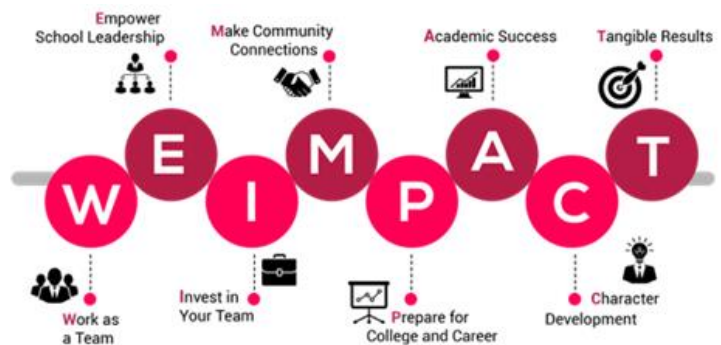 Empower
School Leadership
Make Community
Connections
Academic Success
Tangible Results
W E I M P A C T
Work as
a Team
Invest in
Your Team
Prepare for
College and Career
Character
Development